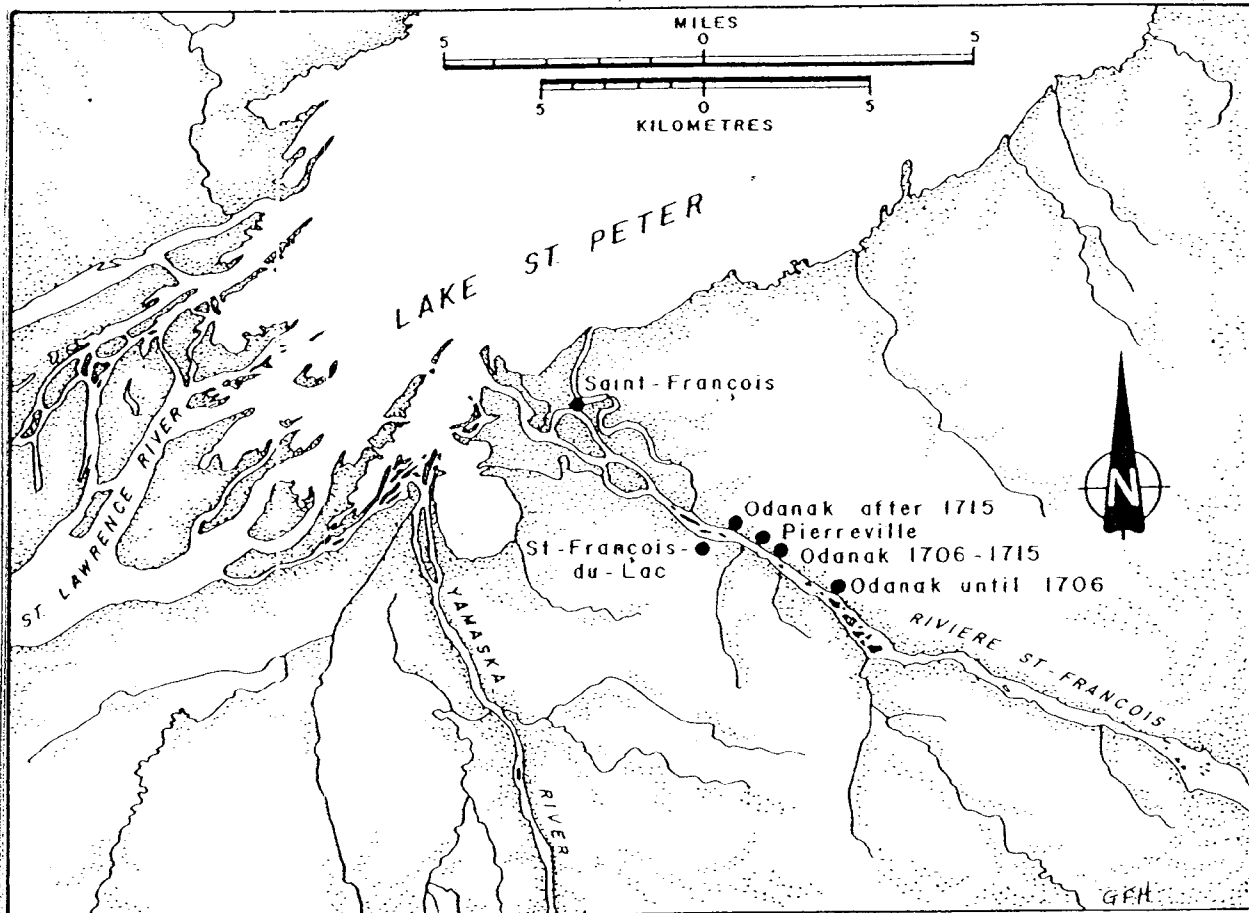 MILES
5 0 5
5 0 5
KILOMETRES
LAKE ST. PETER
Saint-François
ST. LAWRENCE RIVER
N
Odanak after 1715
Pierreville
St-François-
du-Lac
Odanak 1706-1715
Odanak until 1706
YAMASKA RIVER
RIVIÈRE ST-FRANCOIS
GFH